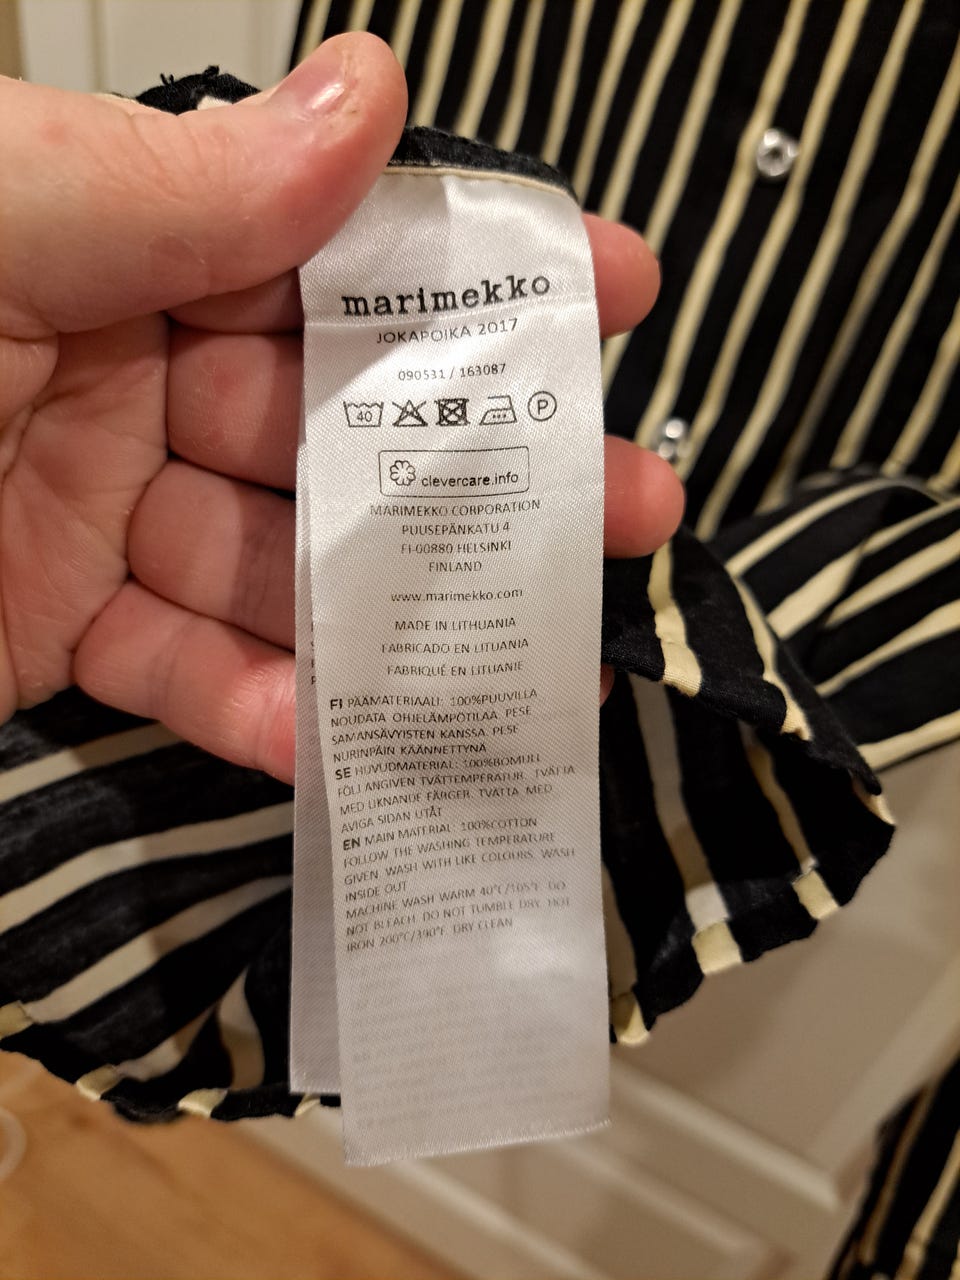 marimekko
JOKAPOIKA 2017
090531 / 163087
40 P
clevercare.info
MARIMEKKO CORPORATION
PUUSEPÄNKATU 4
FI-00880 HELSINKI
FINLAND
www.marimekko.com
MADE IN LITHUANIA
FABRICADO EN LITUANIA
FABRIQUÉ EN LITUANIE
FI PÄÄMATERIAALI: 100%PUUVILLA
NOUDATA OHJELÄMPÖTILAA. PESE
SAMANSÄVYISTEN KANSSA. PESE
NURINPÄIN KÄÄNNETTYNÄ
SE HUVUDMATERIAL: 100%BOMULL
FÖLJ ANGIVEN TVÄTTEMPERATUR. TVÄTTA
MED LIKNANDE FÄRGER. TVÄTTA MED
AVIGA SIDAN UTÅT
EN MAIN MATERIAL: 100%COTTON
FOLLOW THE WASHING TEMPERATURE
GIVEN. WASH WITH LIKE COLOURS. WASH
INSIDE OUT
MACHINE WASH WARM 40°C/105°F. DO
NOT BLEACH. DO NOT TUMBLE DRY. HOT
IRON 200°C/390°F. DRY CLEAN